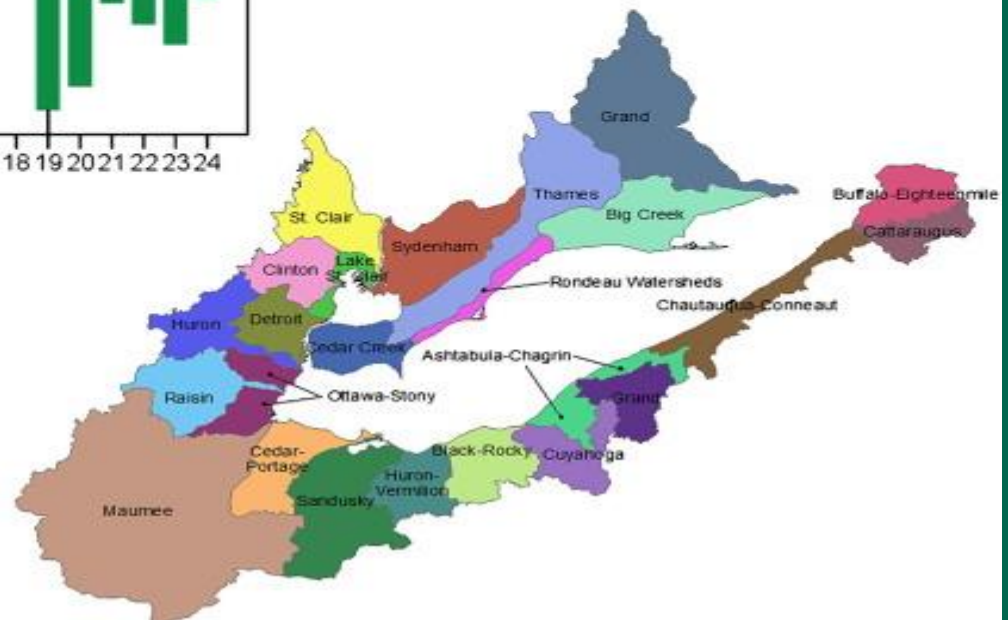 18 19 20 21 22 23 24
Grand
Thames
Buffalo-Eighteenmile
St. Clair
Big Creek
Cattaraugus
Sydenham
Lake
St. Clair
Clinton
Rondeau Watersheds
Chautauqua-Conneaut
Huron
Detroit
Cedar Creek
Ashtabula-Chagrin
Raisin
Ottawa-Stony
Grand
Cedar-
Portage
Black-Rocky
Cuyahoga
Huron-
Vermilion
Sandusky
Maumee